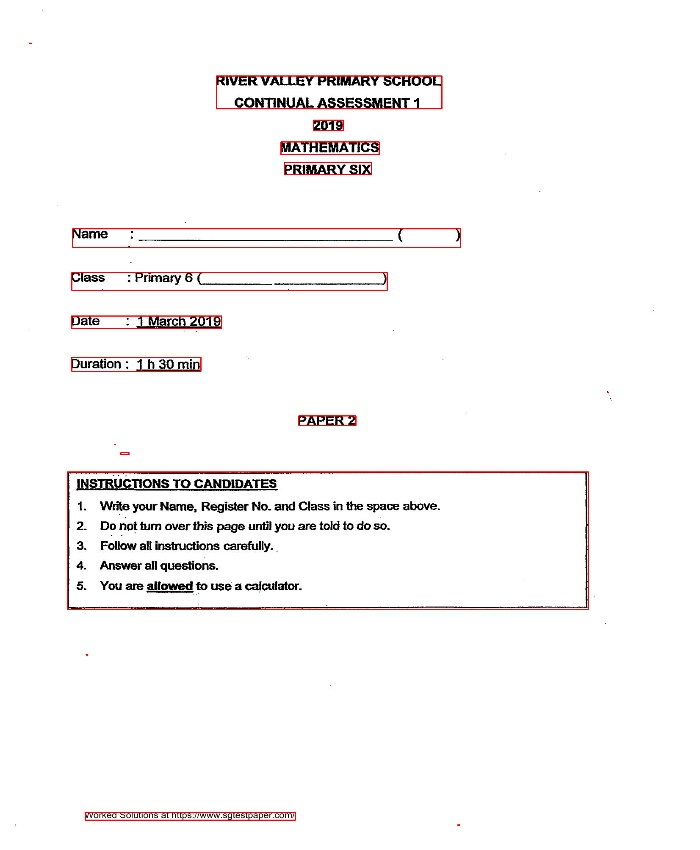 RIVER VALLEY PRIMARY SCHOOL
CONTINUAL ASSESSMENT 1
2019
MATHEMATICS
PRIMARY SIX
Name : ______________________________ ( )
Class : Primary 6 (__________ _______________)
Date : 1 March 2019
Duration : 1 h 30 min
PAPER 2
INSTRUCTIONS TO CANDIDATES
1. Write your Name, Register No. and Class in the space above.
2. Do not turn over this page until you are told to do so.
3. Follow all instructions carefully.
4. Answer all questions.
5. You are allowed to use a calculator.
Worked Solutions at https://www.sgtestpaper.com/